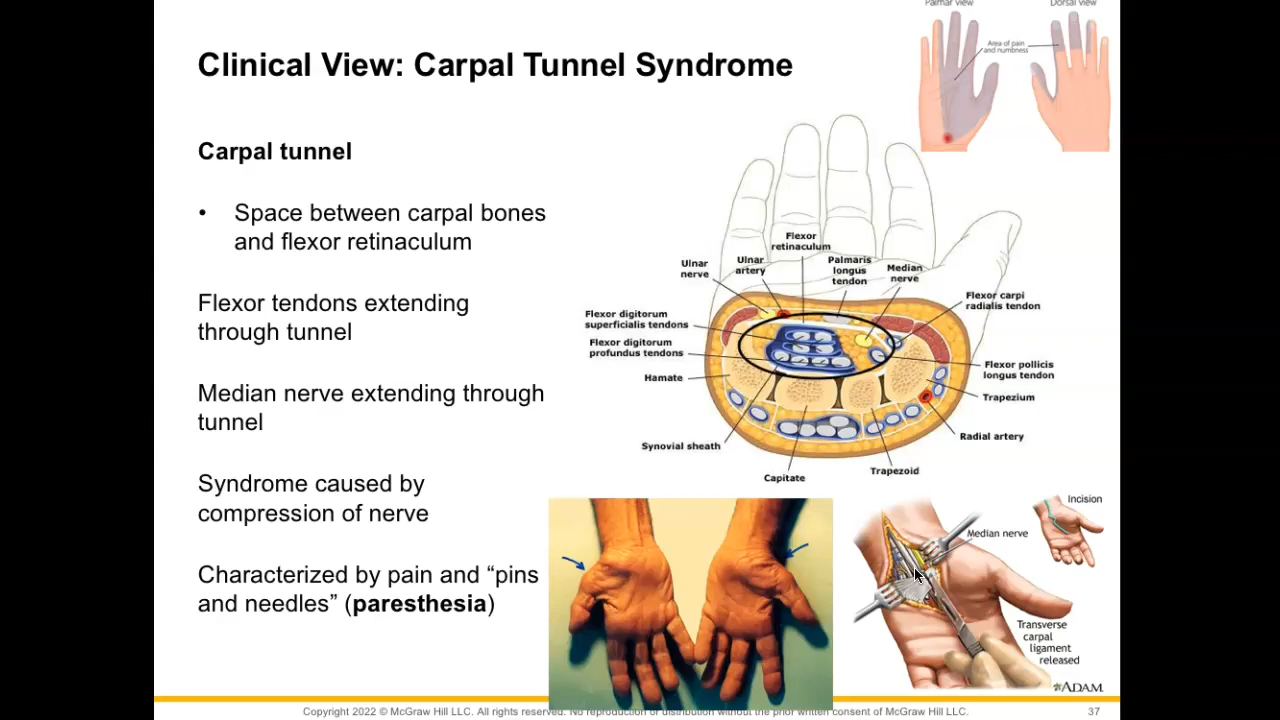 Palmar view
Dorsal view
Area of pain
and numbness
Clinical View: Carpal Tunnel Syndrome
Carpal tunnel
• Space between carpal bones
and flexor retinaculum
Flexor tendons extending
through tunnel
Median nerve extending through
tunnel
Syndrome caused by
compression of nerve
Characterized by pain and “pins
and needles” (paresthesia)
Flexor
retinaculum
Ulnar
nerve
Ulnar
artery
Palmaris
longus
tendon
Median
nerve
Flexor carpi
radialis tendon
Flexor digitorum
superficialis tendons
Flexor digitorum
profundus tendons
Hamate
Flexor pollicis
longus tendon
Trapezium
Radial artery
Synovial sheath
Capitate
Trapezoid
Incision
Median nerve
Transverse
carpal
ligament
released
ADAM.
Copyright 2022 © McGraw Hill LLC. All rights reserved. No reproduction or distribution without the prior written consent of McGraw Hill LLC.
37